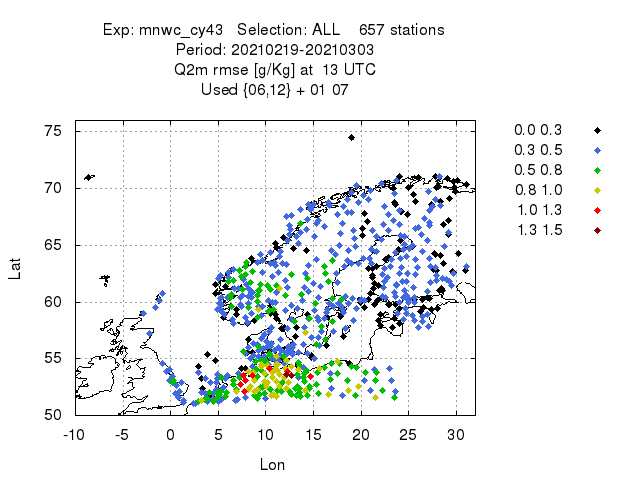 Exp: mnwc_cy43   Selection: ALL    657 stations
Period: 20210219-20210303
Q2m rmse [g/Kg] at  13 UTC
Used {06,12} + 01 07
0.0 0.3
0.3 0.5
0.5 0.8
0.8 1.0
1.0 1.3
1.3 1.5
75
70
65
60
55
50
Lat
-10 -5 0 5 10 15 20 25 30
Lon